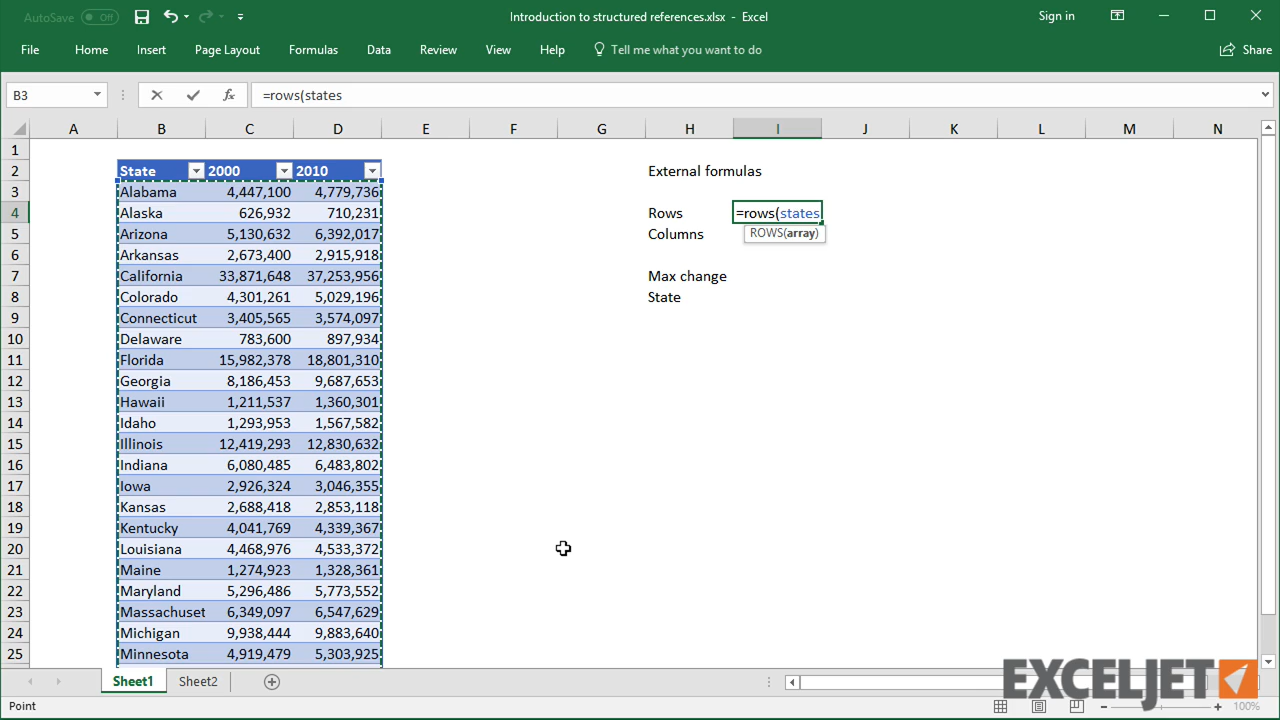 AutoSave Off Introduction to structured references.xlsx - Excel Sign in
File Home Insert Page Layout Formulas Data Review View Help Tell me what you want to do Share
B3 fx =rows(states
A B C D E F G H I J K L M N
1
2 State 2000 2010 External formulas
3 Alabama 4,447,100 4,779,736
4 Alaska 626,932 710,231 Rows =rows(states
5 Arizona 5,130,632 6,392,017 Columns ROWS(array)
6 Arkansas 2,673,400 2,915,918
7 California 33,871,648 37,253,956 Max change
8 Colorado 4,301,261 5,029,196 State
9 Connecticut 3,405,565 3,574,097
10 Delaware 783,600 897,934
11 Florida 15,982,378 18,801,310
12 Georgia 8,186,453 9,687,653
13 Hawaii 1,211,537 1,360,301
14 Idaho 1,293,953 1,567,582
15 Illinois 12,419,293 12,830,632
16 Indiana 6,080,485 6,483,802
17 Iowa 2,926,324 3,046,355
18 Kansas 2,688,418 2,853,118
19 Kentucky 4,041,769 4,339,367
20 Louisiana 4,468,976 4,533,372
21 Maine 1,274,923 1,328,361
22 Maryland 5,296,486 5,773,552
23 Massachuset 6,349,097 6,547,629
24 Michigan 9,938,444 9,883,640
25 Minnesota 4,919,479 5,303,925
Sheet1 Sheet2
EXCELJET
Point 100%